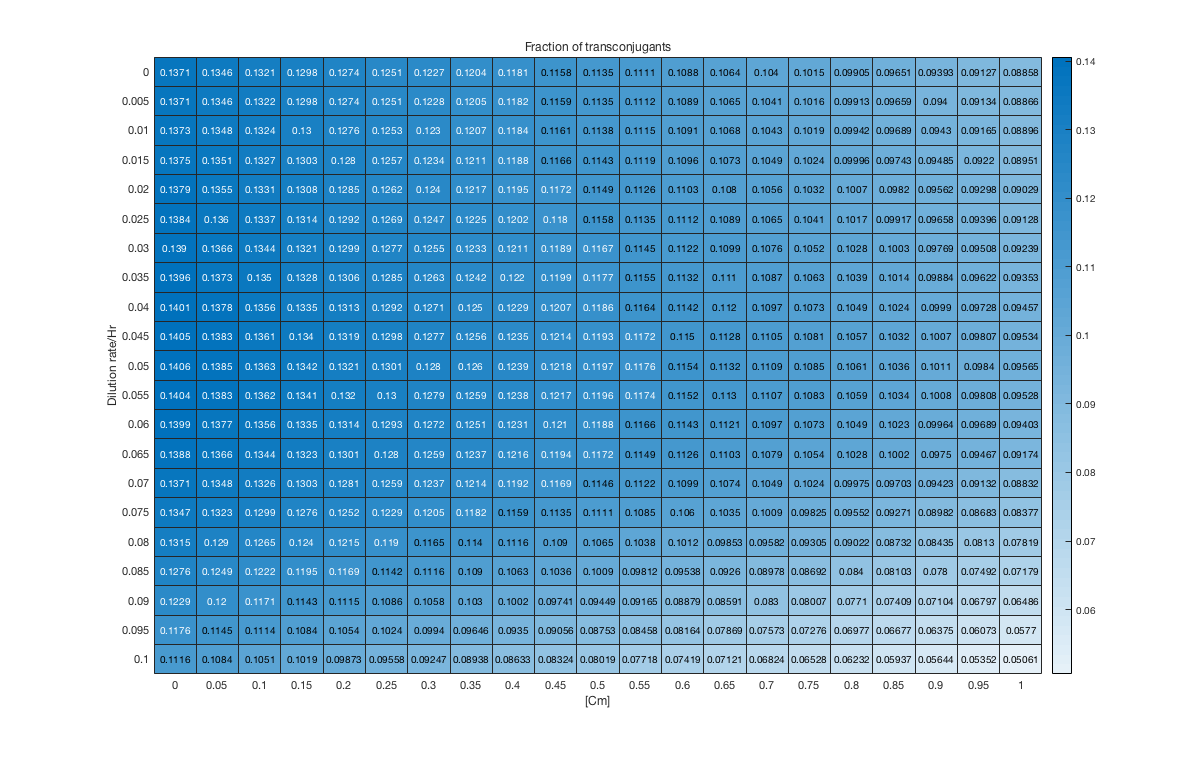 Fraction of transconjugants
0 0.1371 0.1346 0.1321 0.1298 0.1274 0.1251 0.1227 0.1204 0.1181 0.1158 0.1135 0.1111 0.1088 0.1064 0.104 0.1015 0.09905 0.09651 0.09393 0.09127 0.08858
0.005 0.1371 0.1346 0.1322 0.1298 0.1274 0.1251 0.1228 0.1205 0.1182 0.1159 0.1135 0.1112 0.1089 0.1065 0.1041 0.1016 0.09913 0.09659 0.094 0.09134 0.08866
0.01 0.1373 0.1348 0.1324 0.13 0.1276 0.1253 0.123 0.1207 0.1184 0.1161 0.1138 0.1115 0.1091 0.1068 0.1043 0.1019 0.09942 0.09689 0.0943 0.09165 0.08896
0.015 0.1375 0.1351 0.1327 0.1303 0.128 0.1257 0.1234 0.1211 0.1188 0.1166 0.1143 0.1119 0.1096 0.1073 0.1049 0.1024 0.09996 0.09743 0.09485 0.0922 0.08951
0.02 0.1379 0.1355 0.1331 0.1308 0.1285 0.1262 0.124 0.1217 0.1195 0.1172 0.1149 0.1126 0.1103 0.108 0.1056 0.1032 0.1007 0.0982 0.09562 0.09298 0.09029
0.025 0.1384 0.136 0.1337 0.1314 0.1292 0.1269 0.1247 0.1225 0.1202 0.118 0.1158 0.1135 0.1112 0.1089 0.1065 0.1041 0.1017 0.09917 0.09658 0.09396 0.09128
0.03 0.139 0.1366 0.1344 0.1321 0.1299 0.1277 0.1255 0.1233 0.1211 0.1189 0.1167 0.1145 0.1122 0.1099 0.1076 0.1052 0.1028 0.1003 0.09769 0.09508 0.09239
0.035 0.1396 0.1373 0.135 0.1328 0.1306 0.1285 0.1263 0.1242 0.122 0.1199 0.1177 0.1155 0.1132 0.111 0.1087 0.1063 0.1039 0.1014 0.09884 0.09622 0.09353
0.04 0.1401 0.1378 0.1356 0.1335 0.1313 0.1292 0.1271 0.125 0.1229 0.1207 0.1186 0.1164 0.1142 0.112 0.1097 0.1073 0.1049 0.1024 0.0999 0.09728 0.09457
0.045 0.1405 0.1383 0.1361 0.134 0.1319 0.1298 0.1277 0.1256 0.1235 0.1214 0.1193 0.1172 0.115 0.1128 0.1105 0.1081 0.1057 0.1032 0.1007 0.09807 0.09534
0.05 0.1406 0.1385 0.1363 0.1342 0.1321 0.1301 0.128 0.126 0.1239 0.1218 0.1197 0.1176 0.1154 0.1132 0.1109 0.1085 0.1061 0.1036 0.1011 0.0984 0.09565
0.055 0.1404 0.1383 0.1362 0.1341 0.132 0.13 0.1279 0.1259 0.1238 0.1217 0.1196 0.1174 0.1152 0.113 0.1107 0.1083 0.1059 0.1034 0.1008 0.09808 0.09528
0.06 0.1399 0.1377 0.1356 0.1335 0.1314 0.1293 0.1272 0.1251 0.1231 0.121 0.1188 0.1166 0.1143 0.1121 0.1097 0.1073 0.1049 0.1023 0.09964 0.09689 0.09403
0.065 0.1388 0.1366 0.1344 0.1323 0.1301 0.128 0.1259 0.1237 0.1216 0.1194 0.1172 0.1149 0.1126 0.1103 0.1079 0.1054 0.1028 0.1002 0.0975 0.09467 0.09174
0.07 0.1371 0.1348 0.1326 0.1303 0.1281 0.1259 0.1237 0.1214 0.1192 0.1169 0.1146 0.1122 0.1099 0.1074 0.1049 0.1024 0.09975 0.09703 0.09423 0.09132 0.08832
0.075 0.1347 0.1323 0.1299 0.1276 0.1252 0.1229 0.1205 0.1182 0.1159 0.1135 0.1111 0.1085 0.106 0.1035 0.1009 0.09825 0.09552 0.09271 0.08982 0.08683 0.08377
0.08 0.1315 0.129 0.1265 0.124 0.1215 0.119 0.1165 0.114 0.1116 0.109 0.1065 0.1038 0.1012 0.09853 0.09582 0.09305 0.09022 0.08732 0.08435 0.0813 0.07819
0.085 0.1276 0.1249 0.1222 0.1195 0.1169 0.1142 0.1116 0.109 0.1063 0.1036 0.1009 0.09812 0.09538 0.0926 0.08978 0.08692 0.084 0.08103 0.078 0.07492 0.07179
0.09 0.1229 0.12 0.1171 0.1143 0.1115 0.1086 0.1058 0.103 0.1002 0.09741 0.09449 0.09165 0.08879 0.08591 0.083 0.08007 0.0771 0.07409 0.07104 0.06797 0.06486
0.095 0.1176 0.1145 0.1114 0.1084 0.1054 0.1024 0.0994 0.09646 0.0935 0.09056 0.08753 0.08458 0.08164 0.07869 0.07573 0.07276 0.06977 0.06677 0.06375 0.06073 0.0577
0.1 0.1116 0.1084 0.1051 0.1019 0.09873 0.09558 0.09247 0.08938 0.08633 0.08324 0.08019 0.07718 0.07419 0.07121 0.06824 0.06528 0.06232 0.05937 0.05644 0.05352 0.05061
0 0.05 0.1 0.15 0.2 0.25 0.3 0.35 0.4 0.45 0.5 0.55 0.6 0.65 0.7 0.75 0.8 0.85 0.9 0.95 1
[Cm]
Dilution rate/Hr
0.14
0.13
0.12
0.11
0.1
0.09
0.08
0.07
0.06